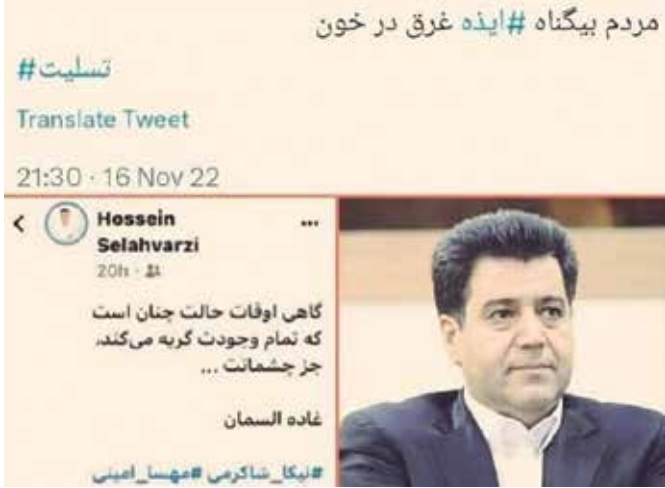 مردم بیگناه #ایذه غرق در خون
#تسلیت
Translate Tweet
21:30 · 16 Nov 22
Hossein
Selahvarzi
20h ·
گاهی اوقات حالت چنان است
که تمام وجودت گریه می‌کند،
جز چشمانت ...
غاده السمان
#نیکا_شاکرمی #مهسا_امینی